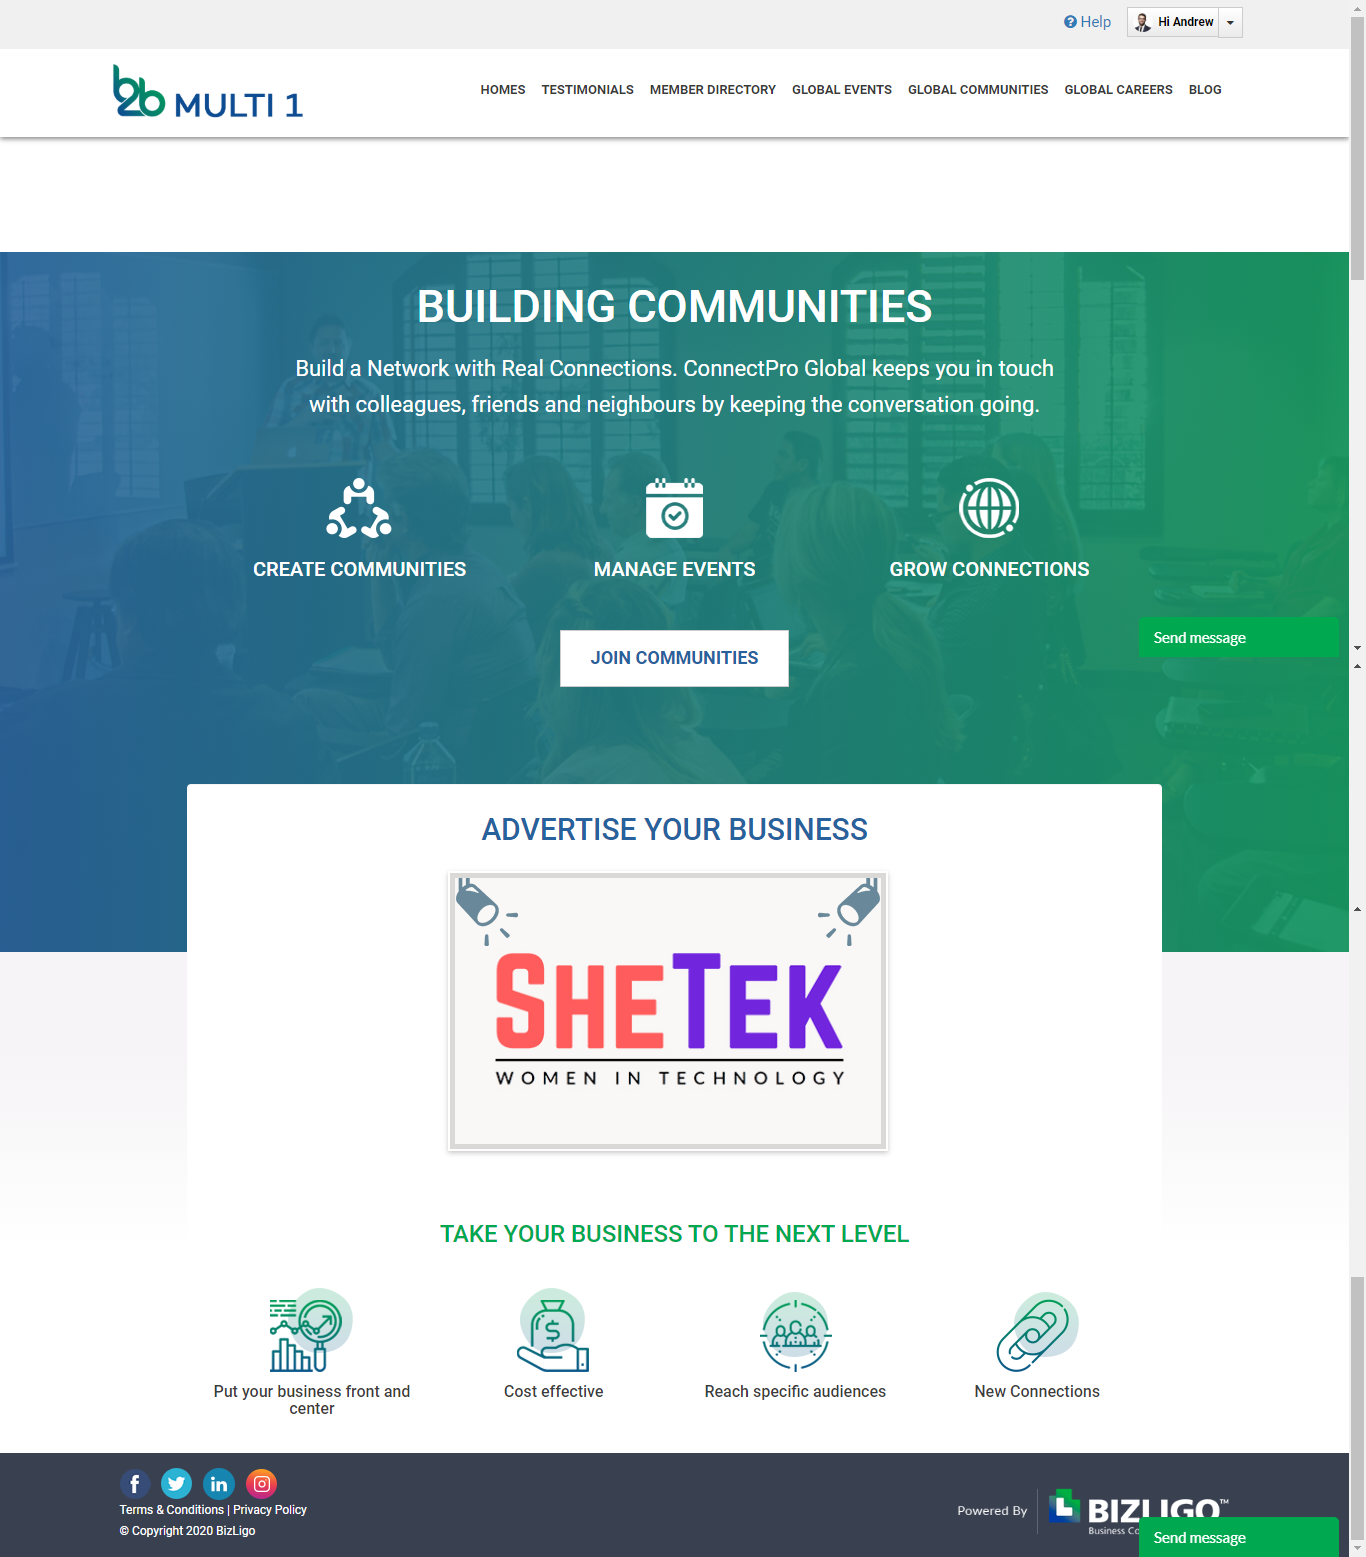 Help
Hi Andrew
b2b MULTI 1
HOMES TESTIMONIALS MEMBER DIRECTORY GLOBAL EVENTS GLOBAL COMMUNITIES GLOBAL CAREERS BLOG
BUILDING COMMUNITIES
Build a Network with Real Connections. ConnectPro Global keeps you in touch
with colleagues, friends and neighbours by keeping the conversation going.
CREATE COMMUNITIES MANAGE EVENTS GROW CONNECTIONS
Send message
JOIN COMMUNITIES
ADVERTISE YOUR BUSINESS
SHETEK
WOMEN IN TECHNOLOGY
TAKE YOUR BUSINESS TO THE NEXT LEVEL
Put your business front and
center
Cost effective
Reach specific audiences
New Connections
Terms & Conditions | Privacy Policy
© Copyright 2020 BizLigo
Powered By
BIZLIGO™
Business
Send message